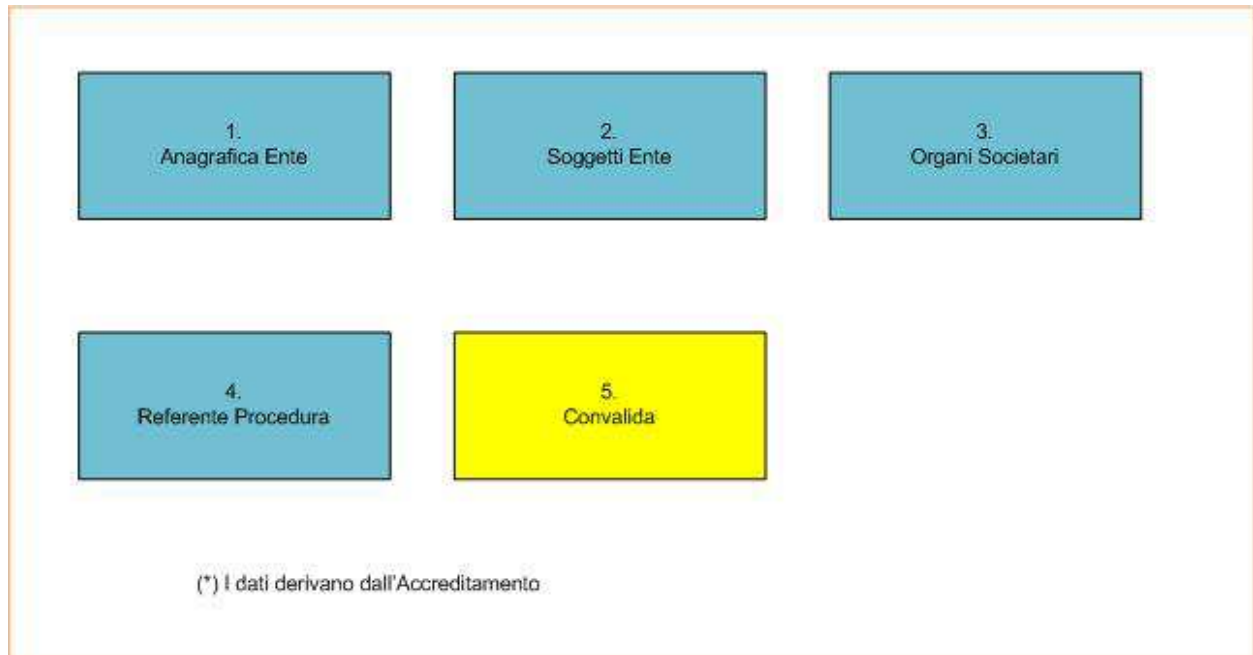 1.
Anagrafica Ente
2.
Soggetti Ente
3.
Organi Societari
4.
Referente Procedura
5.
Convalida
(*) I dati derivano dall'Accreditamento